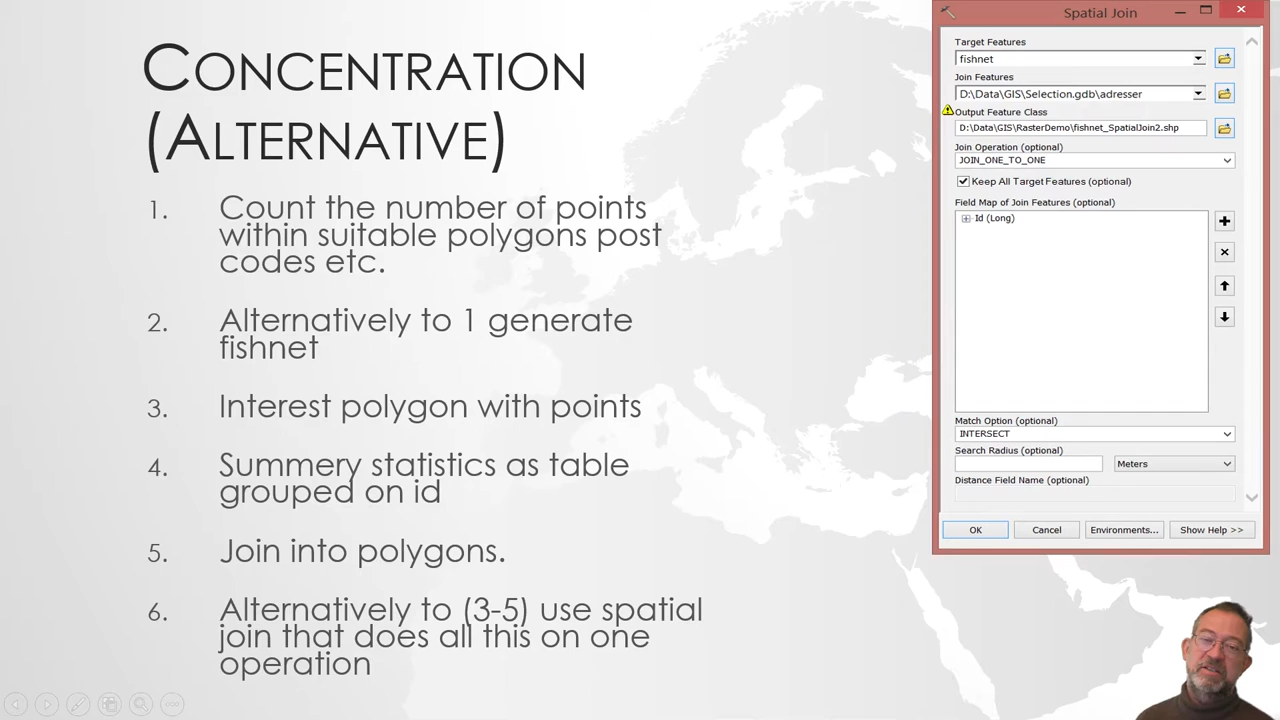 CONCENTRATION
(ALTERNATIVE)
1. Count the number of points
within suitable polygons post
codes etc.
2. Alternatively to 1 generate
fishnet
3. Interest polygon with points
4. Summery statistics as table
grouped on id
5. Join into polygons.
6. Alternatively to (3-5) use spatial
join that does all this on one
operation
Spatial Join
Target Features
fishnet
Join Features
D:\Data\GIS\Selection.gdb\adresser
Output Feature Class
D:\Data\GIS\RasterDemo\fishnet_SpatialJoin2.shp
Join Operation (optional)
JOIN_ONE_TO_ONE
Keep All Target Features (optional)
Field Map of Join Features (optional)
Id (Long)
Match Option (optional)
INTERSECT
Search Radius (optional)
Meters
Distance Field Name (optional)
OK Cancel Environments... Show Help >>